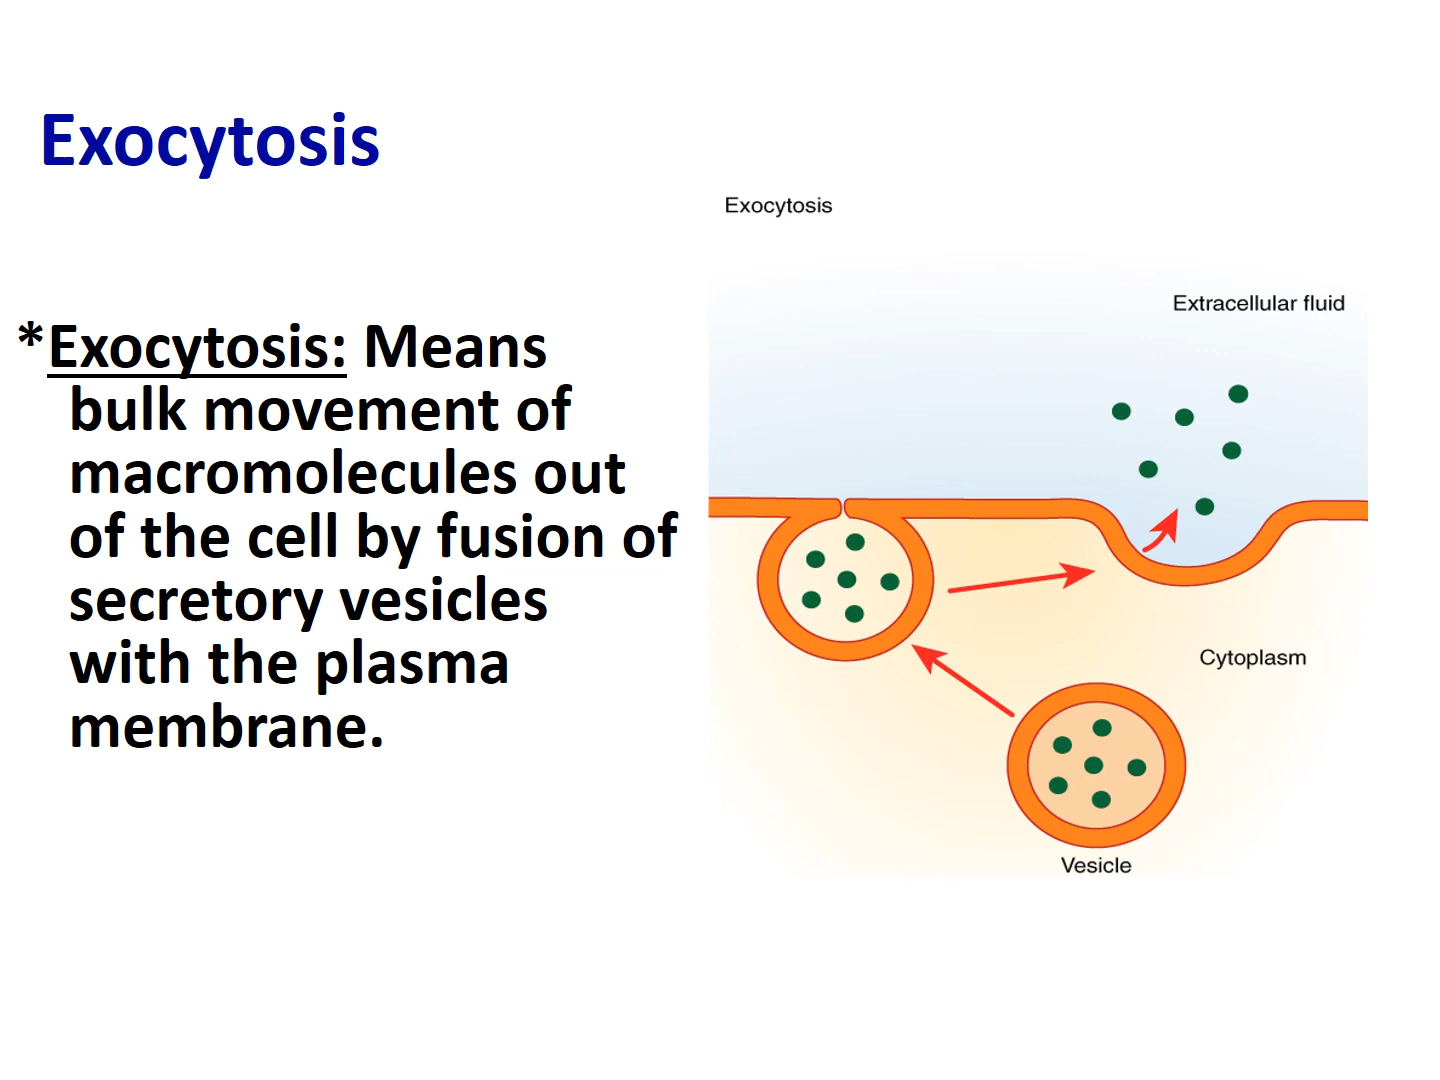 Exocytosis
*Exocytosis: Means
bulk movement of
macromolecules out
of the cell by fusion of
secretory vesicles
with the plasma
membrane.
Exocytosis
Extracellular fluid
Cytoplasm
Vesicle